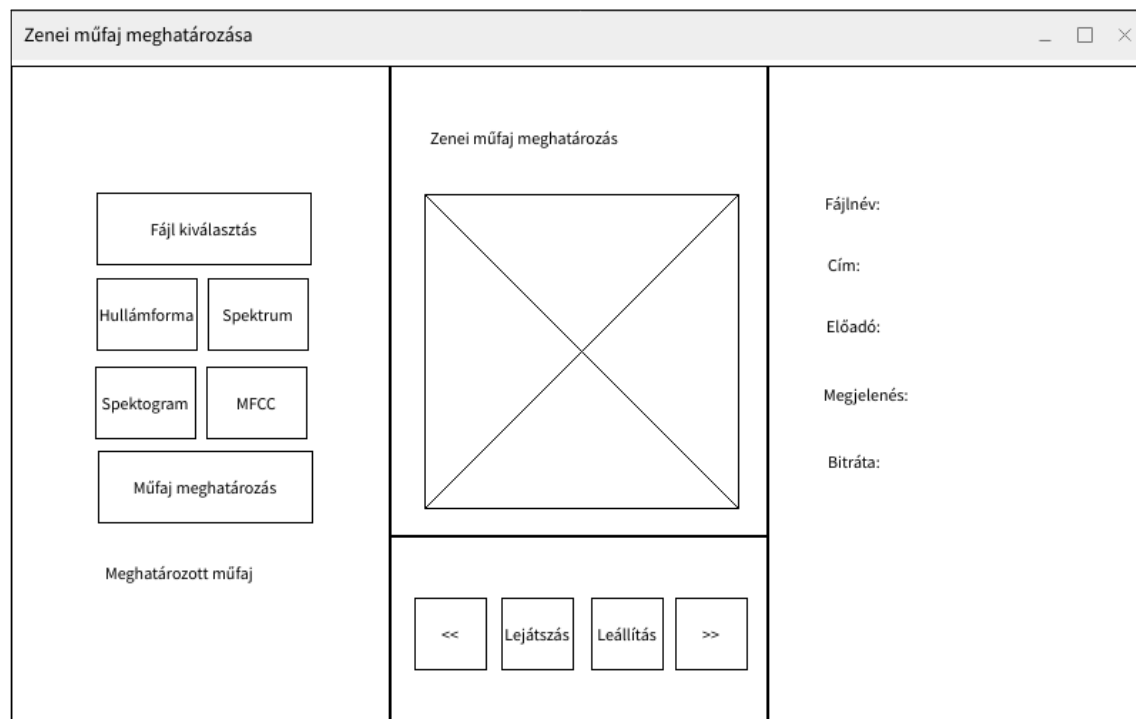 Zenei műfaj meghatározása
Fájl kiválasztás
Hullámforma
Spektrum
Spektogram
MFCC
Műfaj meghatározás
Meghatározott műfaj
Zenei műfaj meghatározás
<<
Lejátszás
Leállítás
>>
Fájlnév:
Cím:
Előadó:
Megjelenés:
Bitráta: